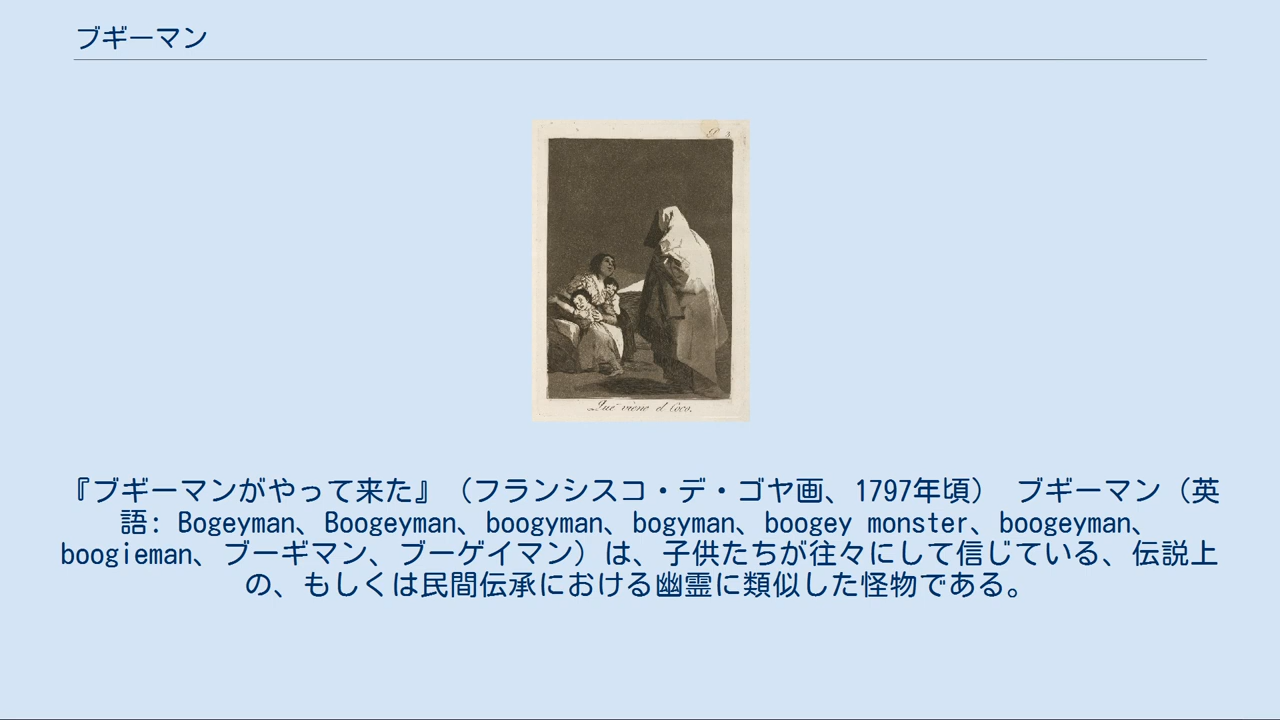 ブギーマン
Que viene el Coco.
『ブギーマンがやって来た』（フランシスコ・デ・ゴヤ画、1797年頃） ブギーマン（英
語: Bogeyman、Boogeyman、boogyman、bogyman、boogey monster、boogeyman、
boogieman、ブーギマン、ブーゲイマン）は、子供たちが往々にして信じている、伝説上
の、もしくは民間伝承における幽霊に類似した怪物である。